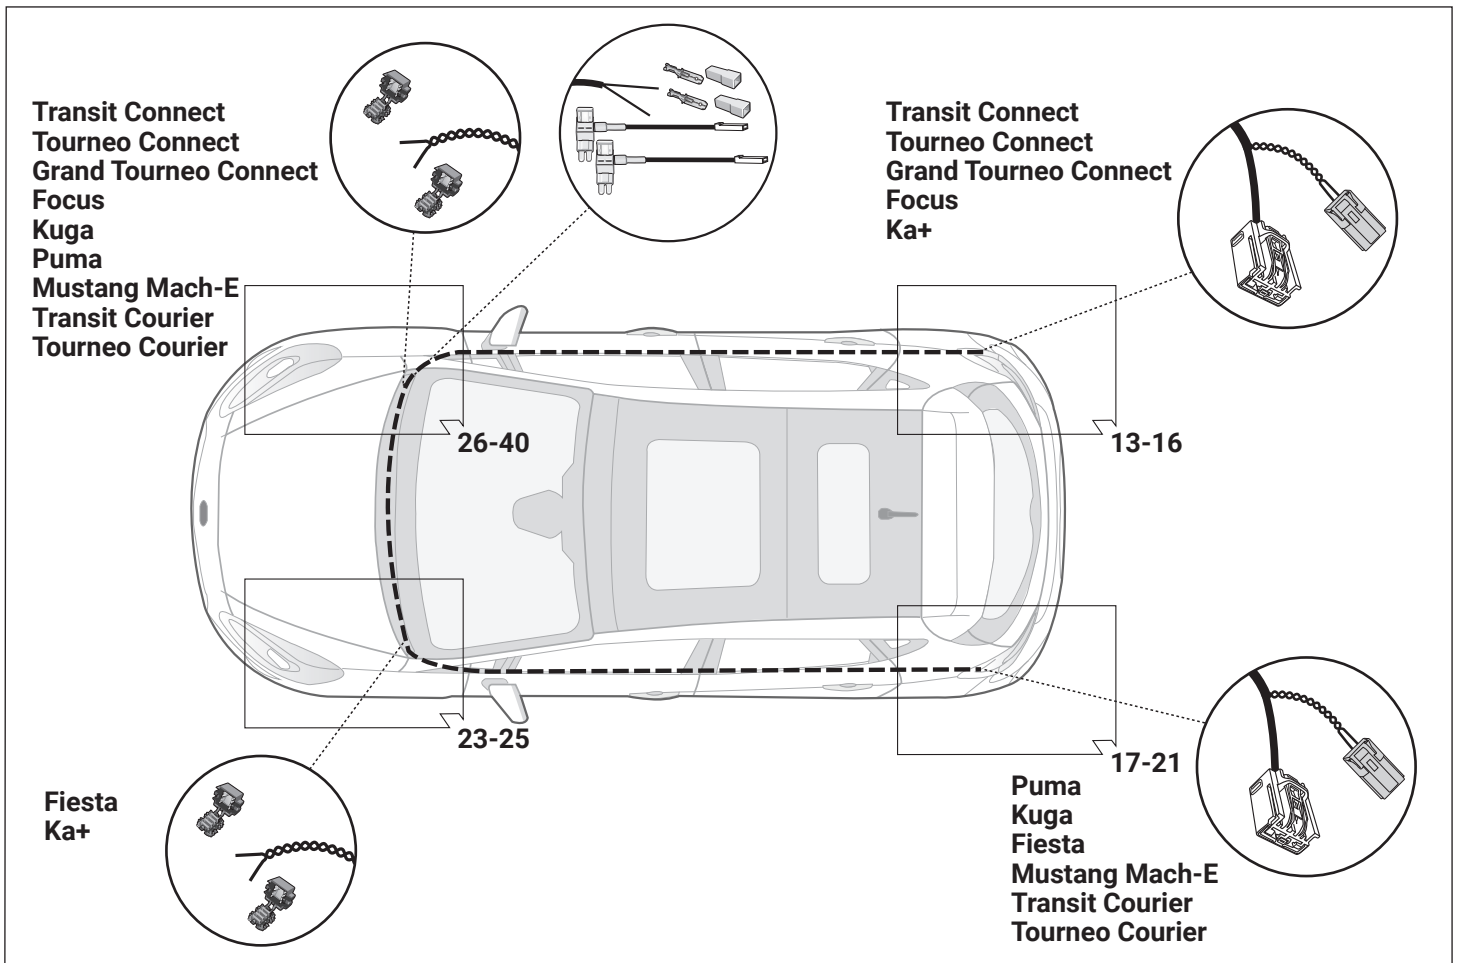 Transit Connect
Tourneo Connect
Grand Tourneo Connect
Focus
Kuga
Puma
Mustang Mach-E
Transit Courier
Tourneo Courier
26-40
Transit Connect
Tourneo Connect
Grand Tourneo Connect
Focus
Ka+
13-16
23-25
Fiesta
Ka+
17-21
Puma
Kuga
Fiesta
Mustang Mach-E
Transit Courier
Tourneo Courier